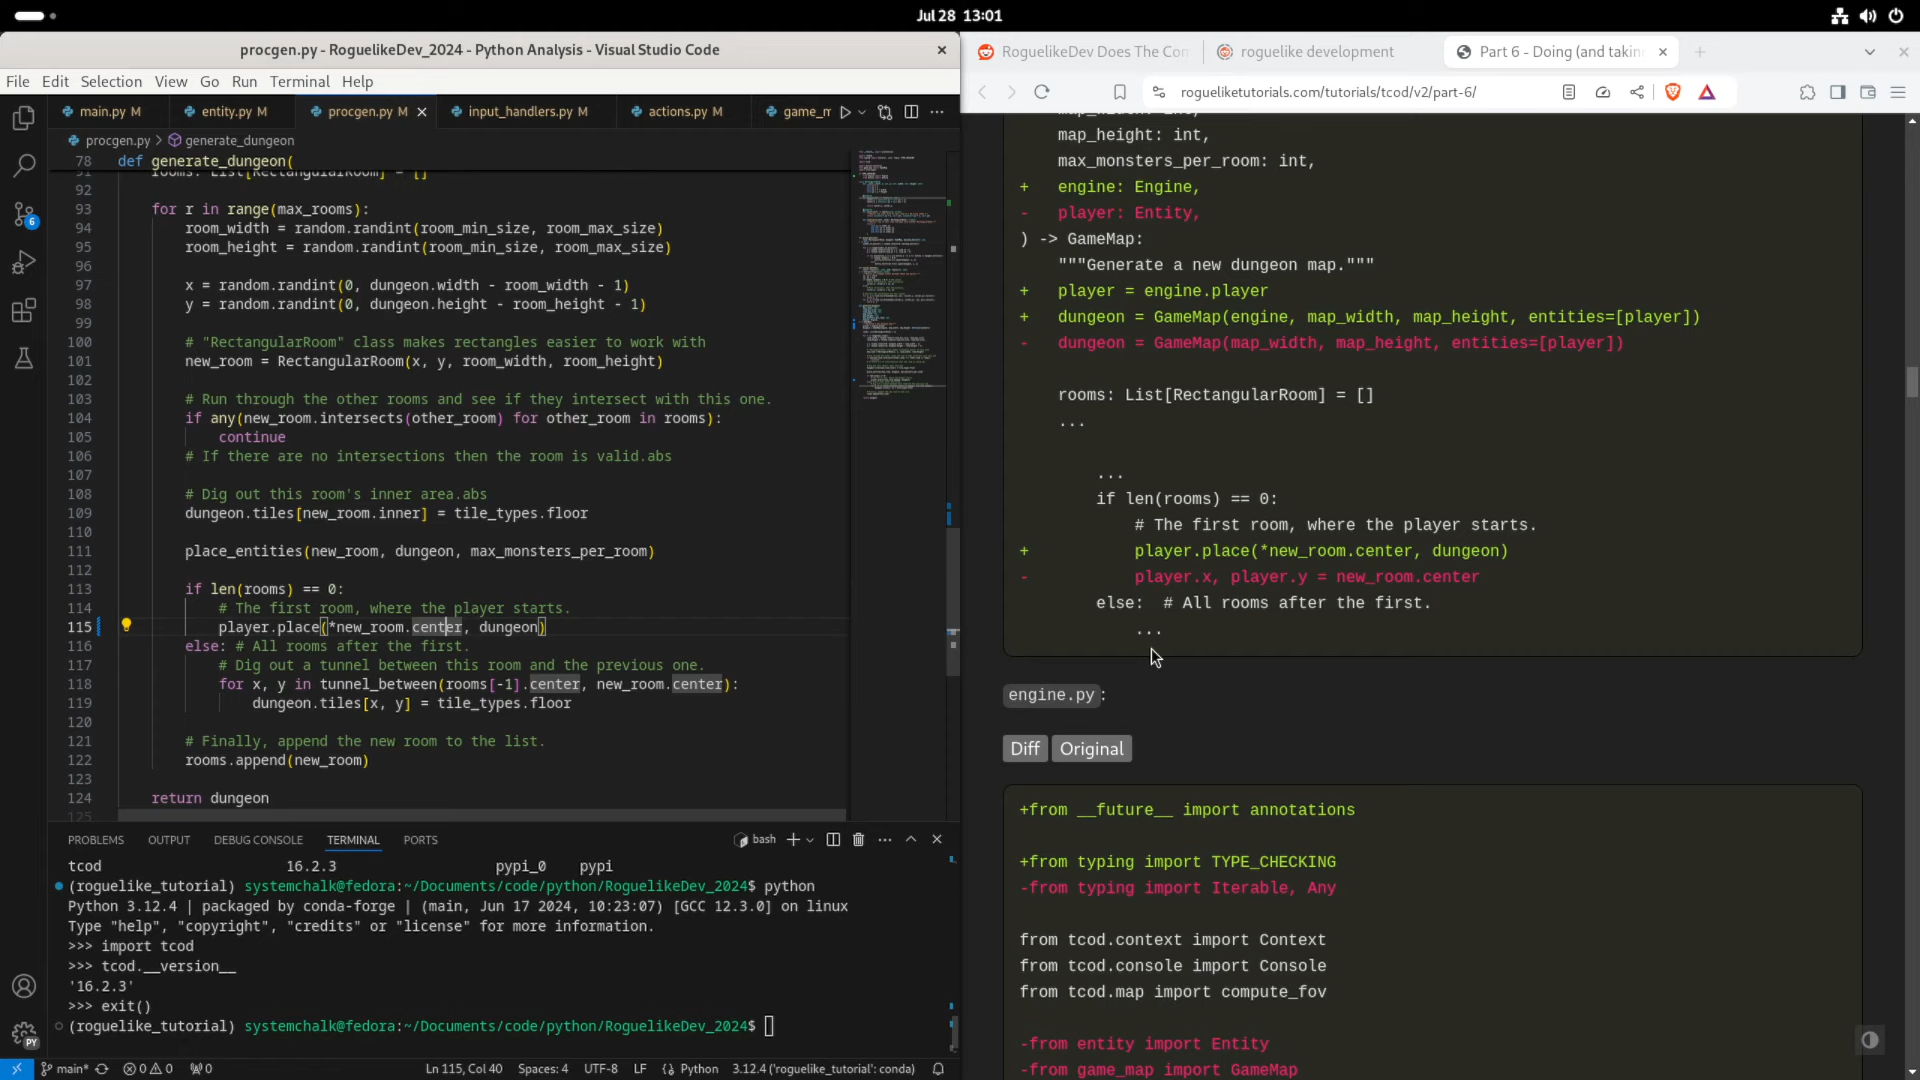 Jul 28 13:01
procgen.py - RoguelikeDev_2024 - Python Analysis - Visual Studio Code
File Edit Selection View Go Run Terminal Help
main.py M entity.py M procgen.py M input_handlers.py M actions.py M game_m
procgen.py > generate_dungeon
78 def generate_dungeon(
91 rooms: List[RectangularRoom] = []
92
93 for r in range(max_rooms):
94 room_width = random.randint(room_min_size, room_max_size)
95 room_height = random.randint(room_min_size, room_max_size)
96
97 x = random.randint(0, dungeon.width - room_width - 1)
98 y = random.randint(0, dungeon.height - room_height - 1)
99
100 # "RectangularRoom" class makes rectangles easier to work with
101 new_room = RectangularRoom(x, y, room_width, room_height)
102
103 # Run through the other rooms and see if they intersect with this one.
104 if any(new_room.intersects(other_room) for other_room in rooms):
105 continue
106 # If there are no intersections then the room is valid.abs
107
108 # Dig out this room's inner area.abs
109 dungeon.tiles[new_room.inner] = tile_types.floor
110
111 place_entities(new_room, dungeon, max_monsters_per_room)
112
113 if len(rooms) == 0:
114 # The first room, where the player starts.
115 player.place(*new_room.center, dungeon)
116 else: # All rooms after the first.
117 # Dig out a tunnel between this room and the previous one.
118 for x, y in tunnel_between(rooms[-1].center, new_room.center):
119 dungeon.tiles[x, y] = tile_types.floor
120
121 # Finally, append the new room to the list.
122 rooms.append(new_room)
123
124 return dungeon
125
6
PY
PROBLEMS OUTPUT DEBUG CONSOLE TERMINAL PORTS bash
tcod 16.2.3 pypi_0 pypi
(roguelike_tutorial) systemchalk@fedora:~/Documents/code/python/RoguelikeDev_2024$ python
Python 3.12.4 | packaged by conda-forge | (main, Jun 17 2024, 10:23:07) [GCC 12.3.0] on linux
Type "help", "copyright", "credits" or "license" for more information.
>>> import tcod
>>> tcod.__version__
'16.2.3'
>>> exit()
(roguelike_tutorial) systemchalk@fedora:~/Documents/code/python/RoguelikeDev_2024$
main* 0 0 0 Ln 115, Col 40 Spaces: 4 UTF-8 LF Python 3.12.4 ('roguelike_tutorial': conda)
RoguelikeDev Does The Con roguelike development Part 6 - Doing (and takin
rogueliketutorials.com/tutorials/tcod/v2/part-6/
map_height: int,
max_monsters_per_room: int,
+ engine: Engine,
- player: Entity,
) -> GameMap:
"""Generate a new dungeon map."""
+ player = engine.player
+ dungeon = GameMap(engine, map_width, map_height, entities=[player])
- dungeon = GameMap(map_width, map_height, entities=[player])
rooms: List[RectangularRoom] = []
...
...
if len(rooms) == 0:
# The first room, where the player starts.
+ player.place(*new_room.center, dungeon)
- player.x, player.y = new_room.center
else: # All rooms after the first.
...
engine.py:
Diff Original
+from __future__ import annotations
+from typing import TYPE_CHECKING
-from typing import Iterable, Any
from tcod.context import Context
from tcod.console import Console
from tcod.map import compute_fov
-from entity import Entity
-from game_map import GameMap